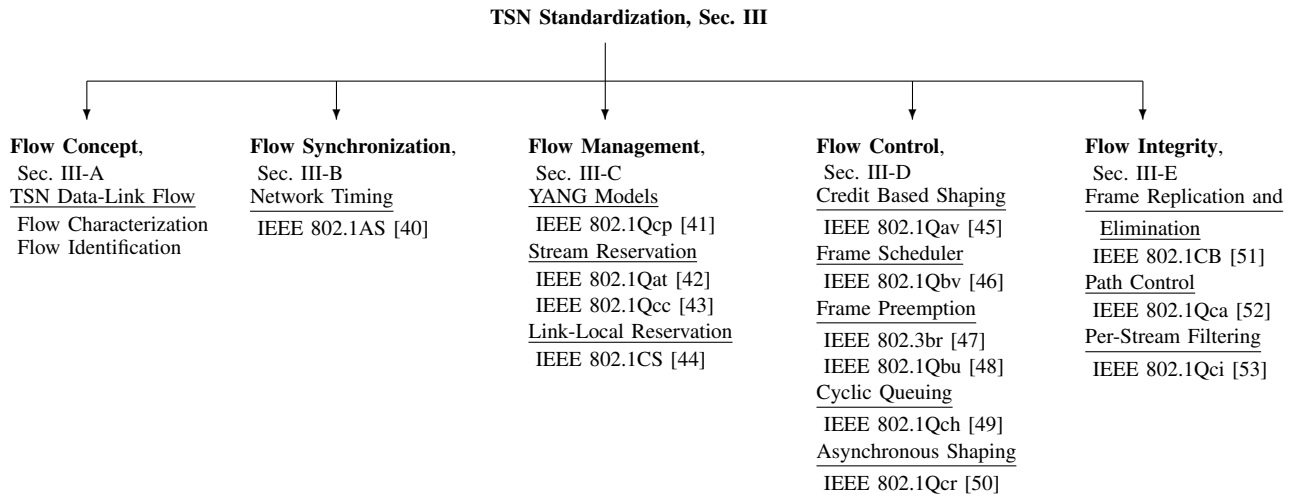 TSN Standardization, Sec. III
Flow Concept,
Sec. III-A
TSN Data-Link Flow
Flow Characterization
Flow Identification
Flow Synchronization,
Sec. III-B
Network Timing
IEEE 802.1AS [40]
Flow Management,
Sec. III-C
YANG Models
IEEE 802.1Qcp [41]
Stream Reservation
IEEE 802.1Qat [42]
IEEE 802.1Qcc [43]
Link-Local Reservation
IEEE 802.1CS [44]
Flow Control,
Sec. III-D
Credit Based Shaping
IEEE 802.1Qav [45]
Frame Scheduler
IEEE 802.1Qbv [46]
Frame Preemption
IEEE 802.3br [47]
IEEE 802.1Qbu [48]
Cyclic Queuing
IEEE 802.1Qch [49]
Asynchronous Shaping
IEEE 802.1Qcr [50]
Flow Integrity,
Sec. III-E
Frame Replication and
Elimination
IEEE 802.1CB [51]
Path Control
IEEE 802.1Qca [52]
Per-Stream Filtering
IEEE 802.1Qci [53]